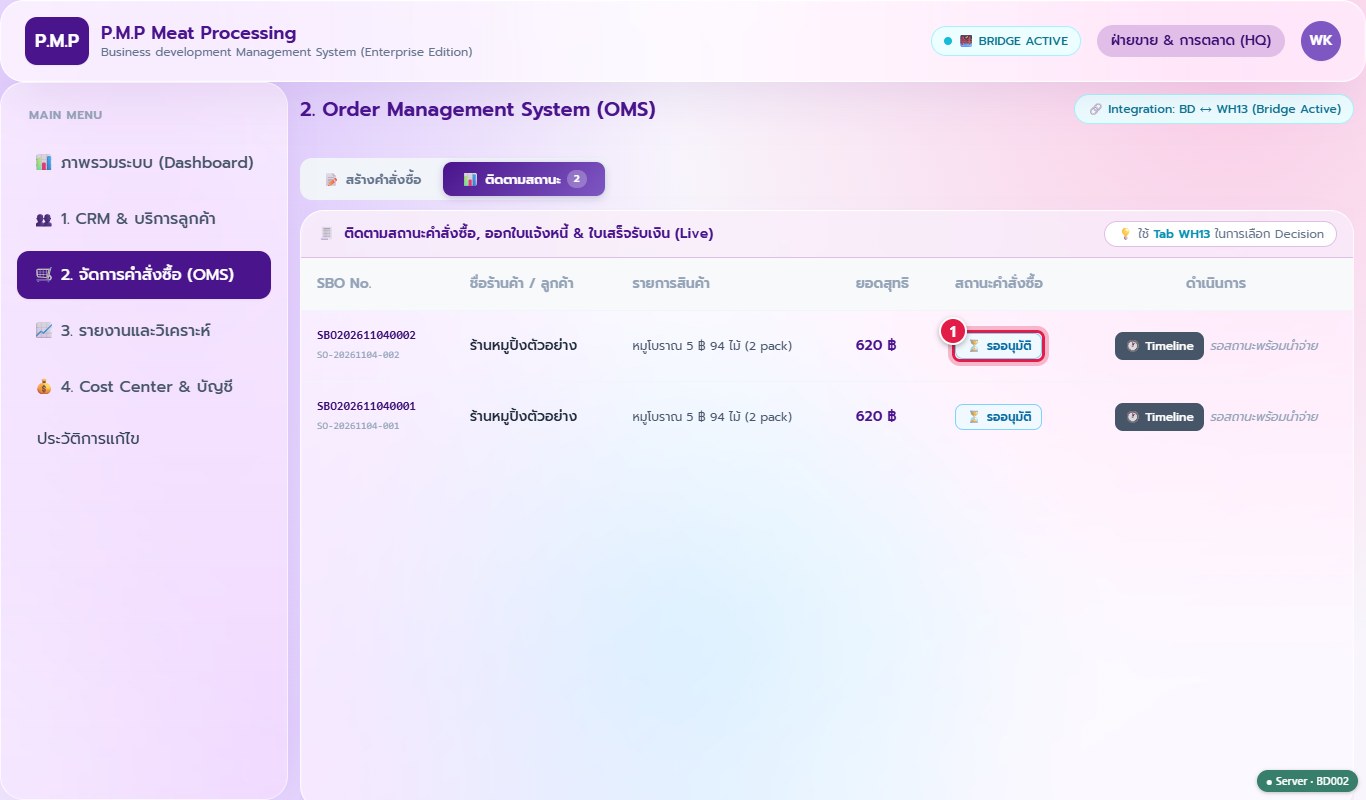 P.M.P
P.M.P Meat Processing
Business development Management System (Enterprise Edition)
BRIDGE ACTIVE
ฝ่ายขาย & การตลาด (HQ)
WK
MAIN MENU
ภาพรวมระบบ (Dashboard)
1. CRM & บริการลูกค้า
2. จัดการคำสั่งซื้อ (OMS)
3. รายงานและวิเคราะห์
4. Cost Center & บัญชี
ประวัติการแก้ไข
2. Order Management System (OMS)
Integration: BD ↔ WH13 (Bridge Active)
สร้างคำสั่งซื้อ
ติดตามสถานะ 2
ติดตามสถานะคำสั่งซื้อ, ออกใบแจ้งหนี้ & ใบเสร็จรับเงิน (Live)
ใช้ Tab WH13 ในการเลือก Decision
SBO No. ชื่อร้านค้า / ลูกค้า รายการสินค้า ยอดสุทธิ สถานะคำสั่งซื้อ ดำเนินการ
1
SBO202611040002 ร้านหมูปิ้งตัวอย่าง หมูโบราณ 5 ฿ 94 ไม้ (2 pack) 620 ฿ รออนุมัติ Timeline รอสถานะพร้อมนำจ่าย
SO-20261104-002
SBO202611040001 ร้านหมูปิ้งตัวอย่าง หมูโบราณ 5 ฿ 94 ไม้ (2 pack) 620 ฿ รออนุมัติ Timeline รอสถานะพร้อมนำจ่าย
SO-20261104-001
Server · BD002